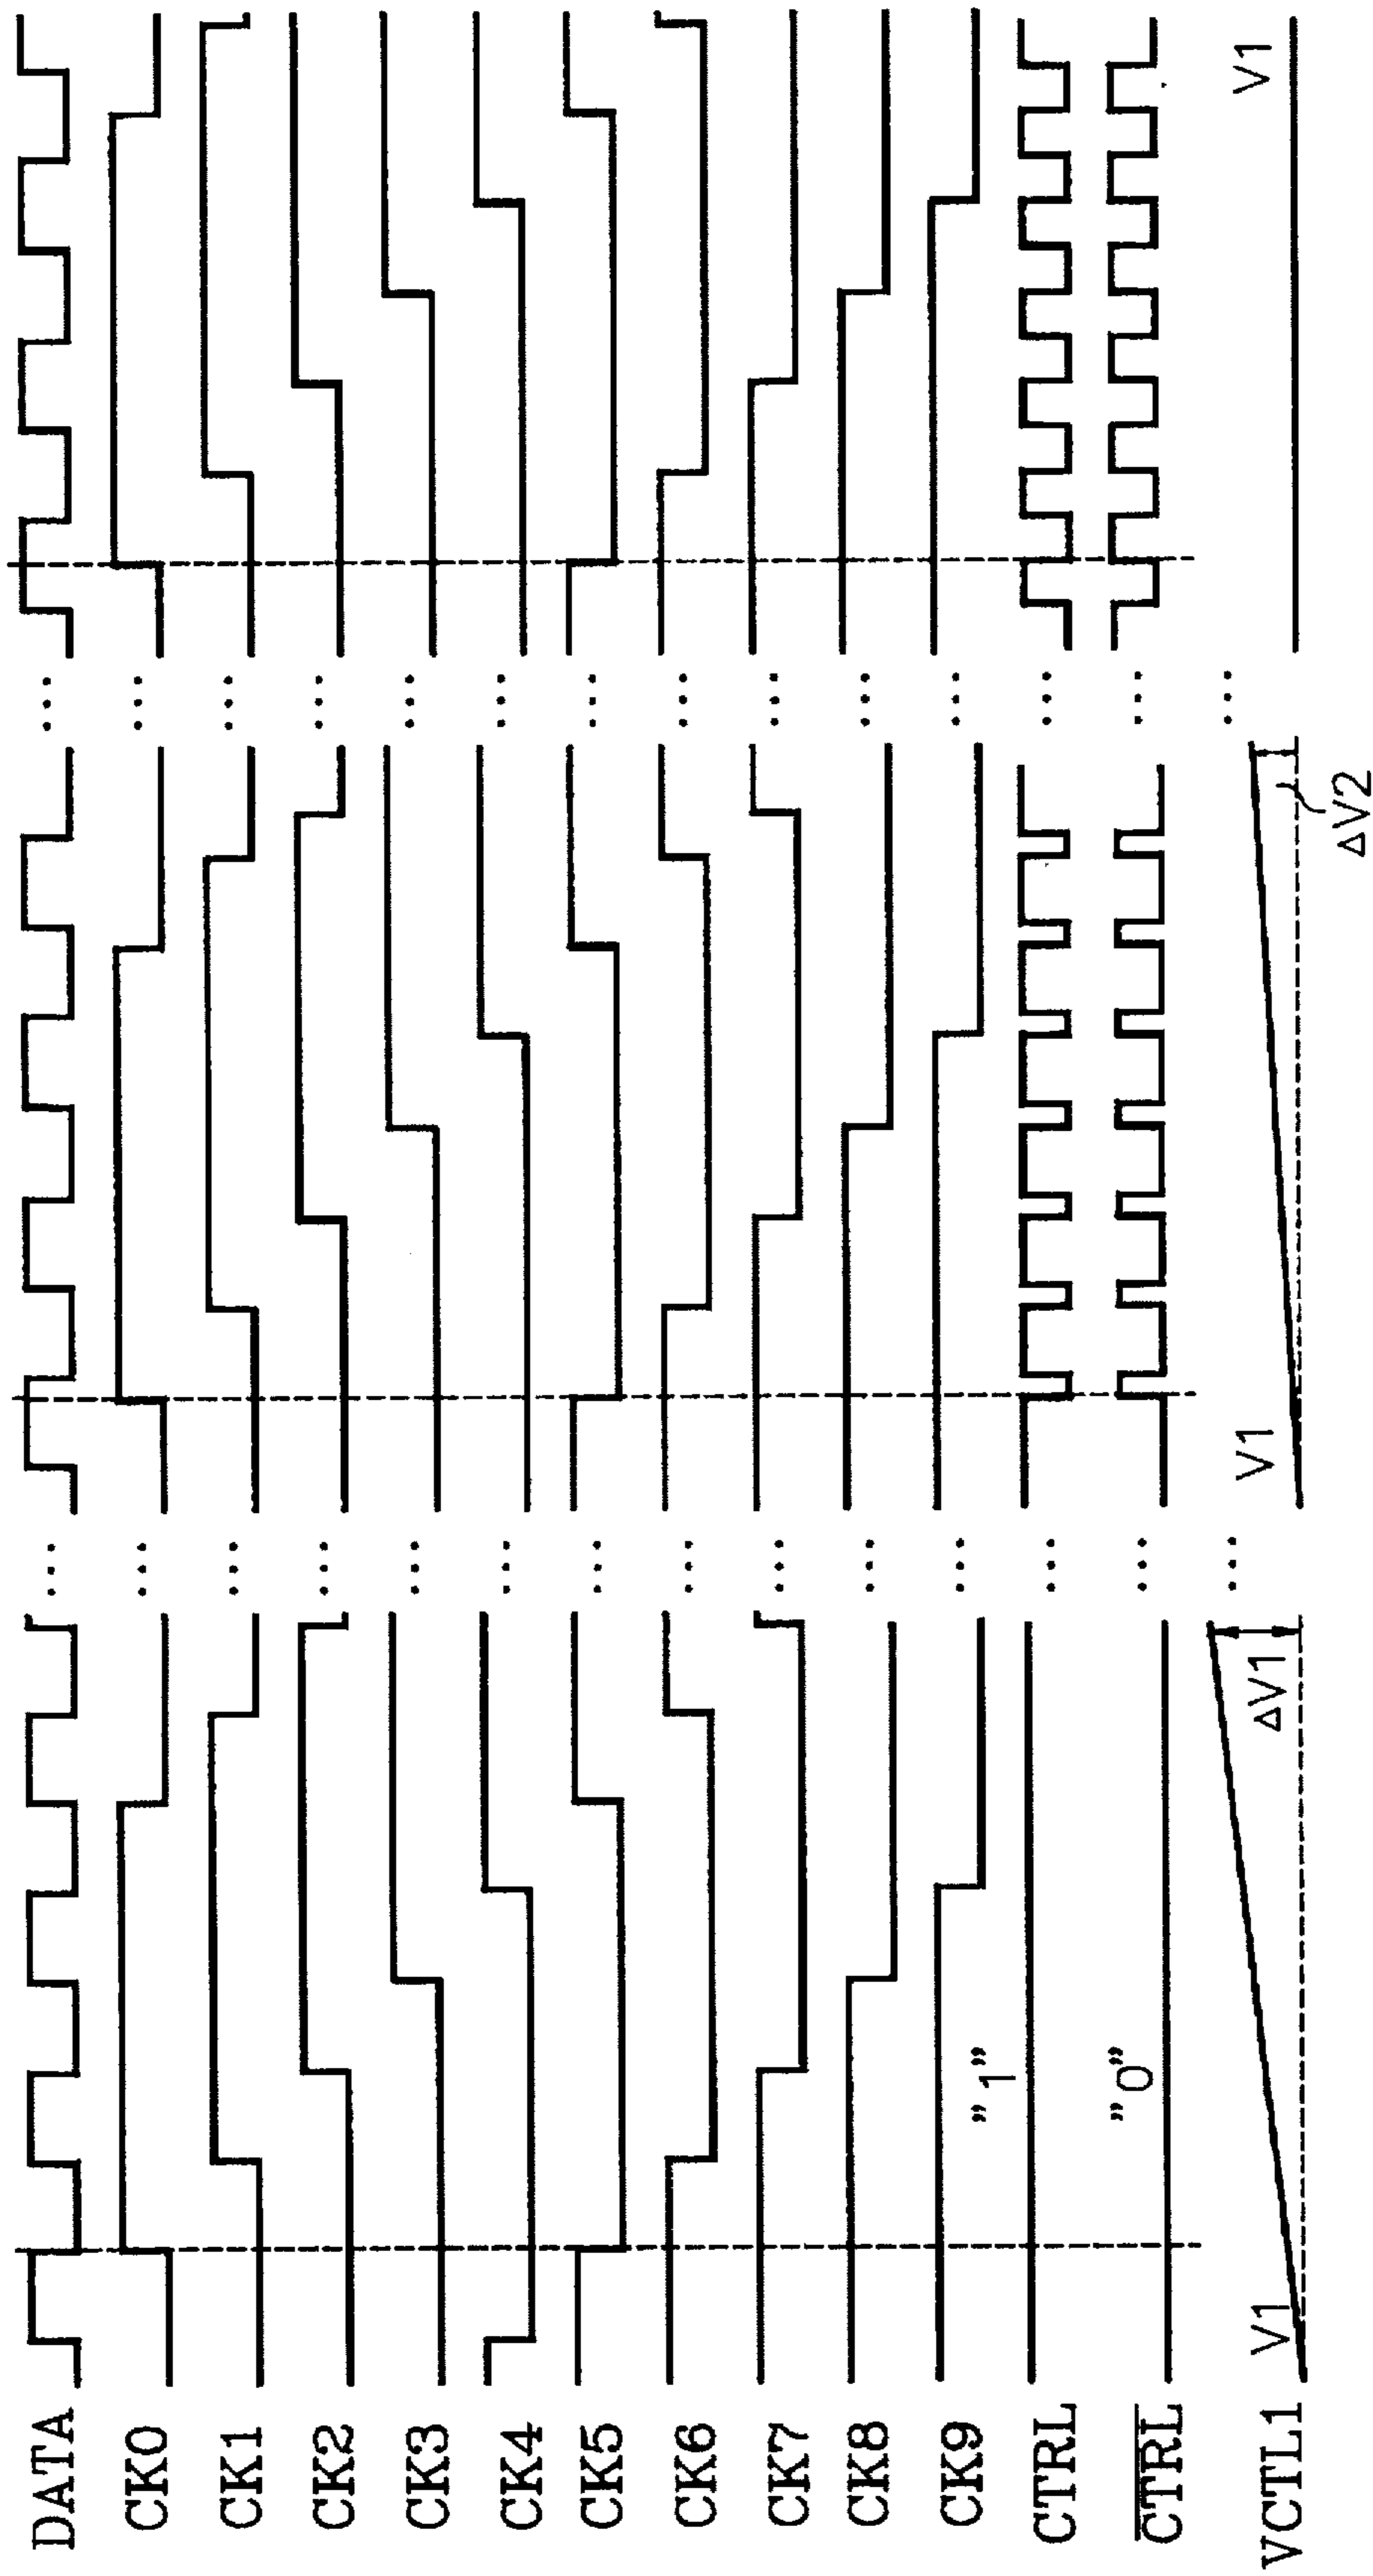 DATA
CK0
CK1
CK2
CK3
CK4
CK5
CK6
CK7
CK8
CK9
CTRL "1"
C̅T̅R̅L̅ "0"
VCTL1 V1 ΔV1 V1 ΔV2 V1